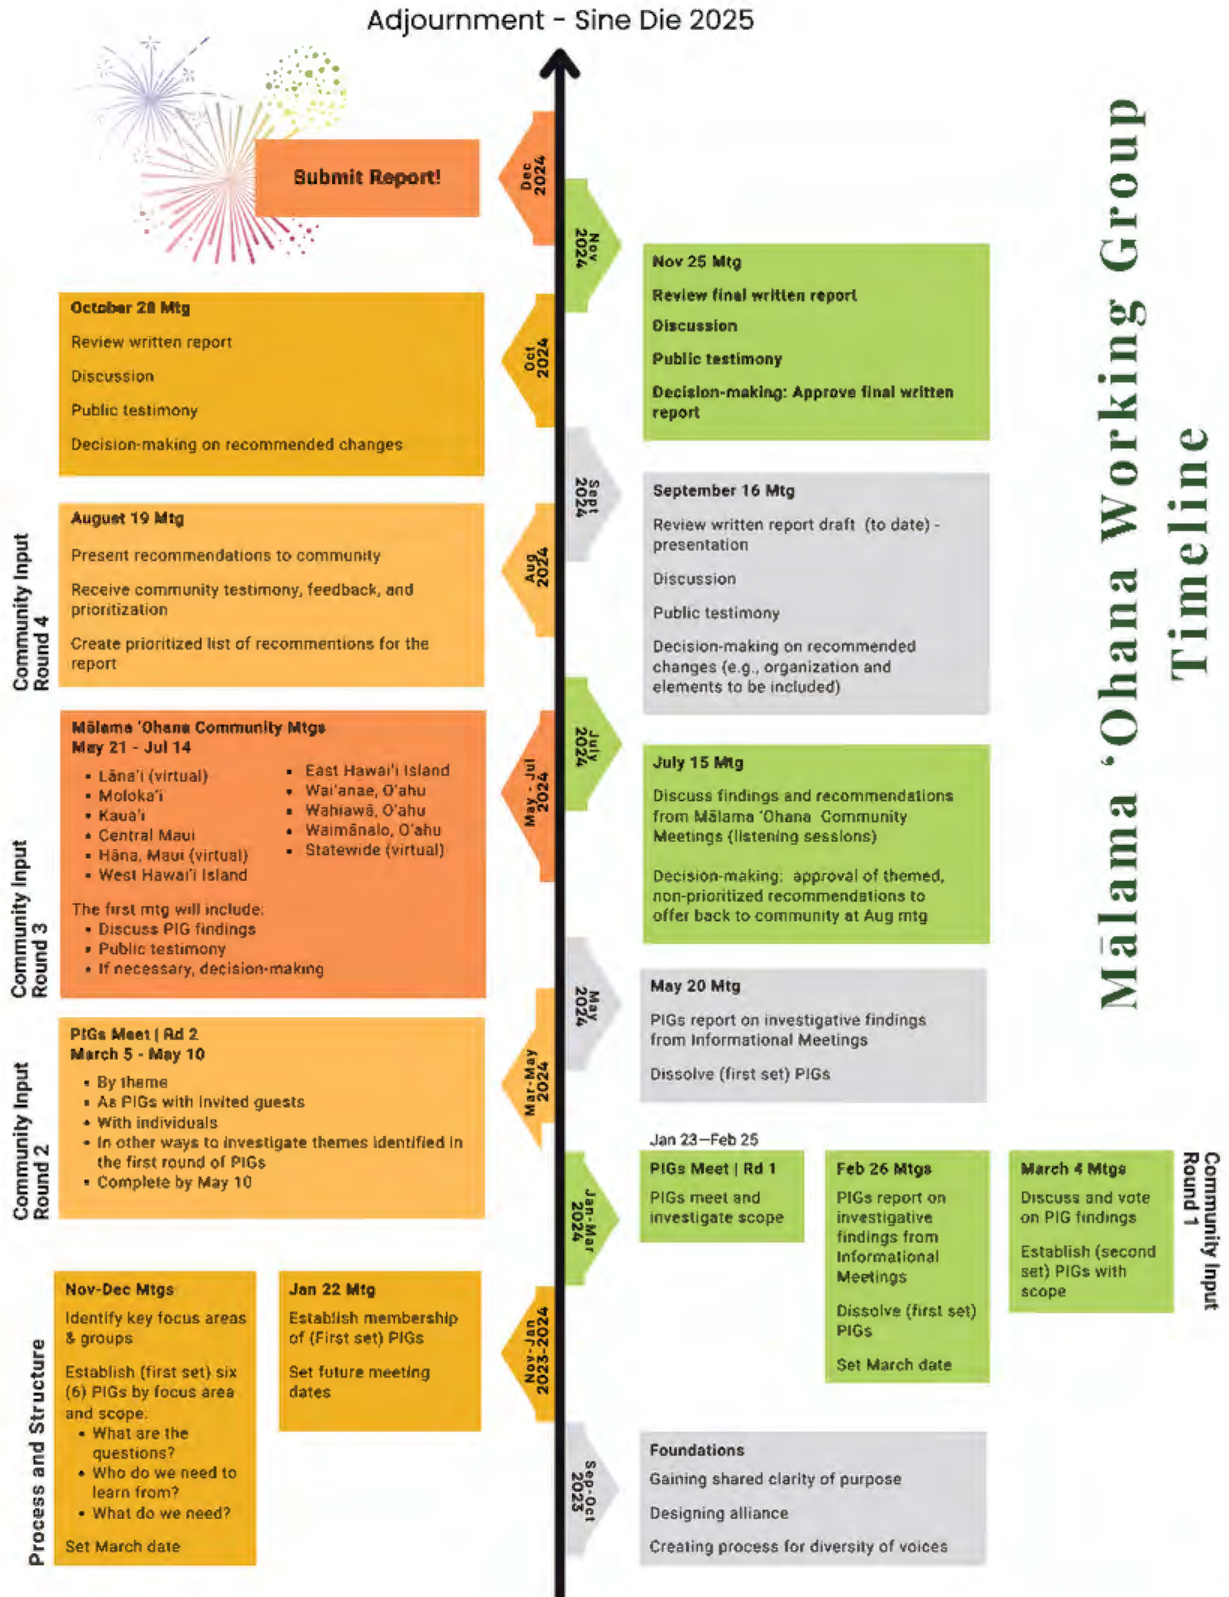 Adjournment - Sine Die 2025
Mālama ʻOhana Working Group
Timeline
Submit Report!
Dec
2024
Nov
2024
Nov 25 Mtg
Review final written report
Discussion
Public testimony
Decision-making: Approve final written
report
October 28 Mtg
Review written report
Discussion
Public testimony
Decision-making on recommended changes
Oct
2024
Sept
2024
September 16 Mtg
Review written report draft (to date) -
presentation
Discussion
Public testimony
Decision-making on recommended
changes (e.g., organization and
elements to be included)
Community Input
Round 4
August 19 Mtg
Present recommendations to community
Receive community testimony, feedback, and
prioritization
Create prioritized list of recommentions for the
report
Aug
2024
July
2024
July 15 Mtg
Discuss findings and recommendations
from Mālama ʻOhana Community
Meetings (listening sessions)
Decision-making: approval of themed,
non-prioritized recommendations to
offer back to community at Aug mtg
Community Input
Round 3
Mālama ʻOhana Community Mtgs
May 21 - Jul 14
• Lānaʻi (virtual)
• Molokaʻi
• Kauaʻi
• Central Maui
• Hāna, Maui (virtual)
• West Hawaiʻi Island
• East Hawaiʻi Island
• Waiʻanae, Oʻahu
• Wahiawā, Oʻahu
• Waimānalo, Oʻahu
• Statewide (virtual)
The first mtg will include:
• Discuss PIG findings
• Public testimony
• If necessary, decision-making
May - Jul
2024
May
2024
May 20 Mtg
PIGs report on investigative findings
from Informational Meetings
Dissolve (first set) PIGs
Community Input
Round 2
PIGs Meet | Rd 2
March 5 - May 10
• By theme
• As PIGs with invited guests
• With individuals
• In other ways to investigate themes identified in
the first round of PIGs
• Complete by May 10
Mar-May
2024
Jan-Mar
2024
Jan 23–Feb 25
PIGs Meet | Rd 1
PIGs meet and
investigate scope
Feb 26 Mtgs
PIGs report on
investigative
findings from
Informational
Meetings
Dissolve (first set)
PIGs
Set March date
March 4 Mtgs
Discuss and vote
on PIG findings
Establish (second
set) PIGs with
scope
Community Input
Round 1
Process and Structure
Nov-Dec Mtgs
Identify key focus areas
& groups
Establish (first set) six
(6) PIGs by focus area
and scope:
• What are the
questions?
• Who do we need to
learn from?
• What do we need?
Set March date
Jan 22 Mtg
Establish membership
of (First set) PIGs
Set future meeting
dates
Nov-Jan
2023-2024
Sep-Oct
2023
Foundations
Gaining shared clarity of purpose
Designing alliance
Creating process for diversity of voices